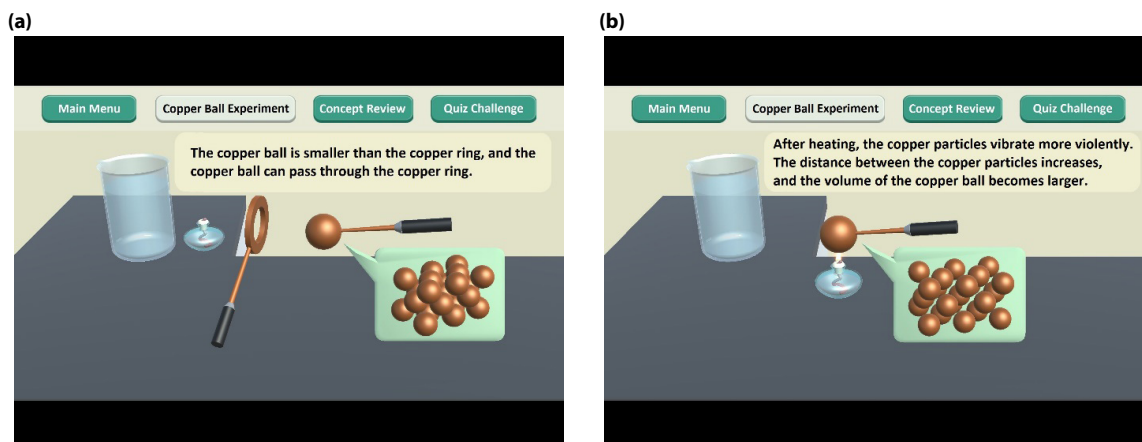 (a)
Main Menu
Copper Ball Experiment
Concept Review
Quiz Challenge
The copper ball is smaller than the copper ring, and the
copper ball can pass through the copper ring.
(b)
Main Menu
Copper Ball Experiment
Concept Review
Quiz Challenge
After heating, the copper particles vibrate more violently.
The distance between the copper particles increases,
and the volume of the copper ball becomes larger.